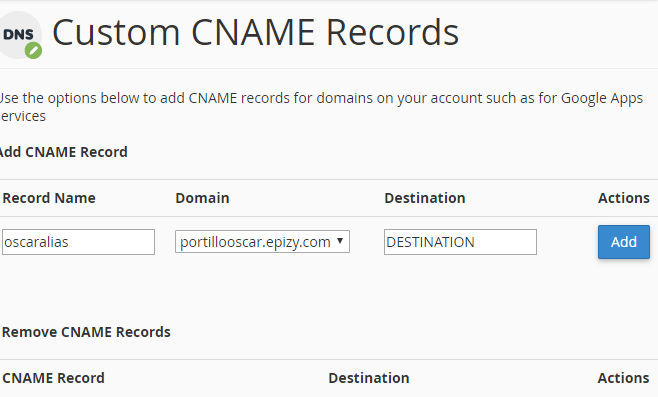 DNS
Custom CNAME Records
Use the options below to add CNAME records for domains on your account such as for Google Apps
services
Add CNAME Record
Record Name Domain Destination Actions
oscaralias portillooscar.epizy.com DESTINATION Add
Remove CNAME Records
CNAME Record Destination Actions